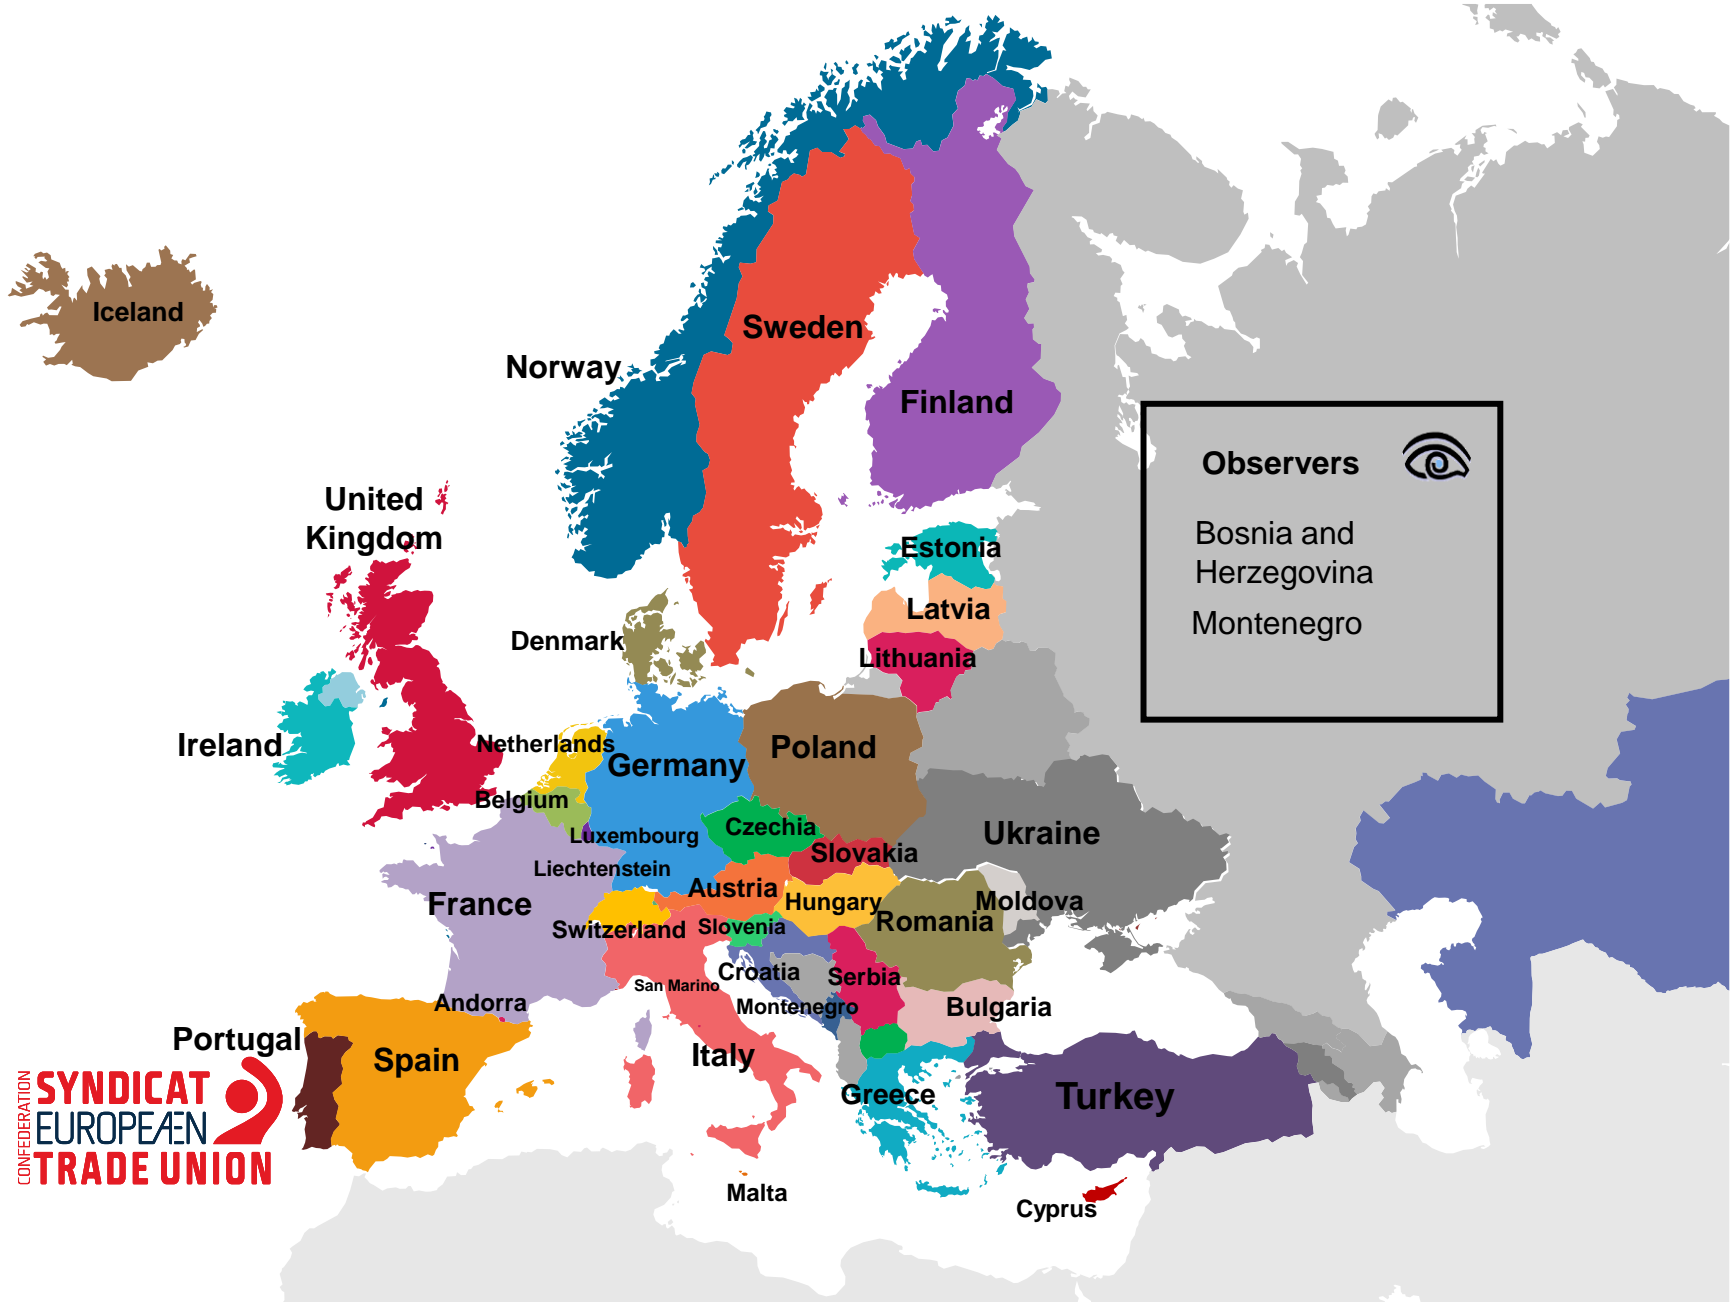 Iceland
Norway
Sweden
Finland
Observers
Bosnia and
Herzegovina
Montenegro
United
Kingdom
Estonia
Latvia
Lithuania
Denmark
Ireland
Netherlands
Germany
Poland
Belgium
Luxembourg
Czechia
Ukraine
Slovakia
Liechtenstein
Austria
France
Hungary
Moldova
Romania
Switzerland
Slovenia
Croatia
Serbia
San Marino
Andorra
Montenegro
Bulgaria
Portugal
Spain
Italy
Greece
Turkey
Malta
Cyprus
CONFEDERATION
SYNDICAT
EUROPEÆN
TRADE UNION